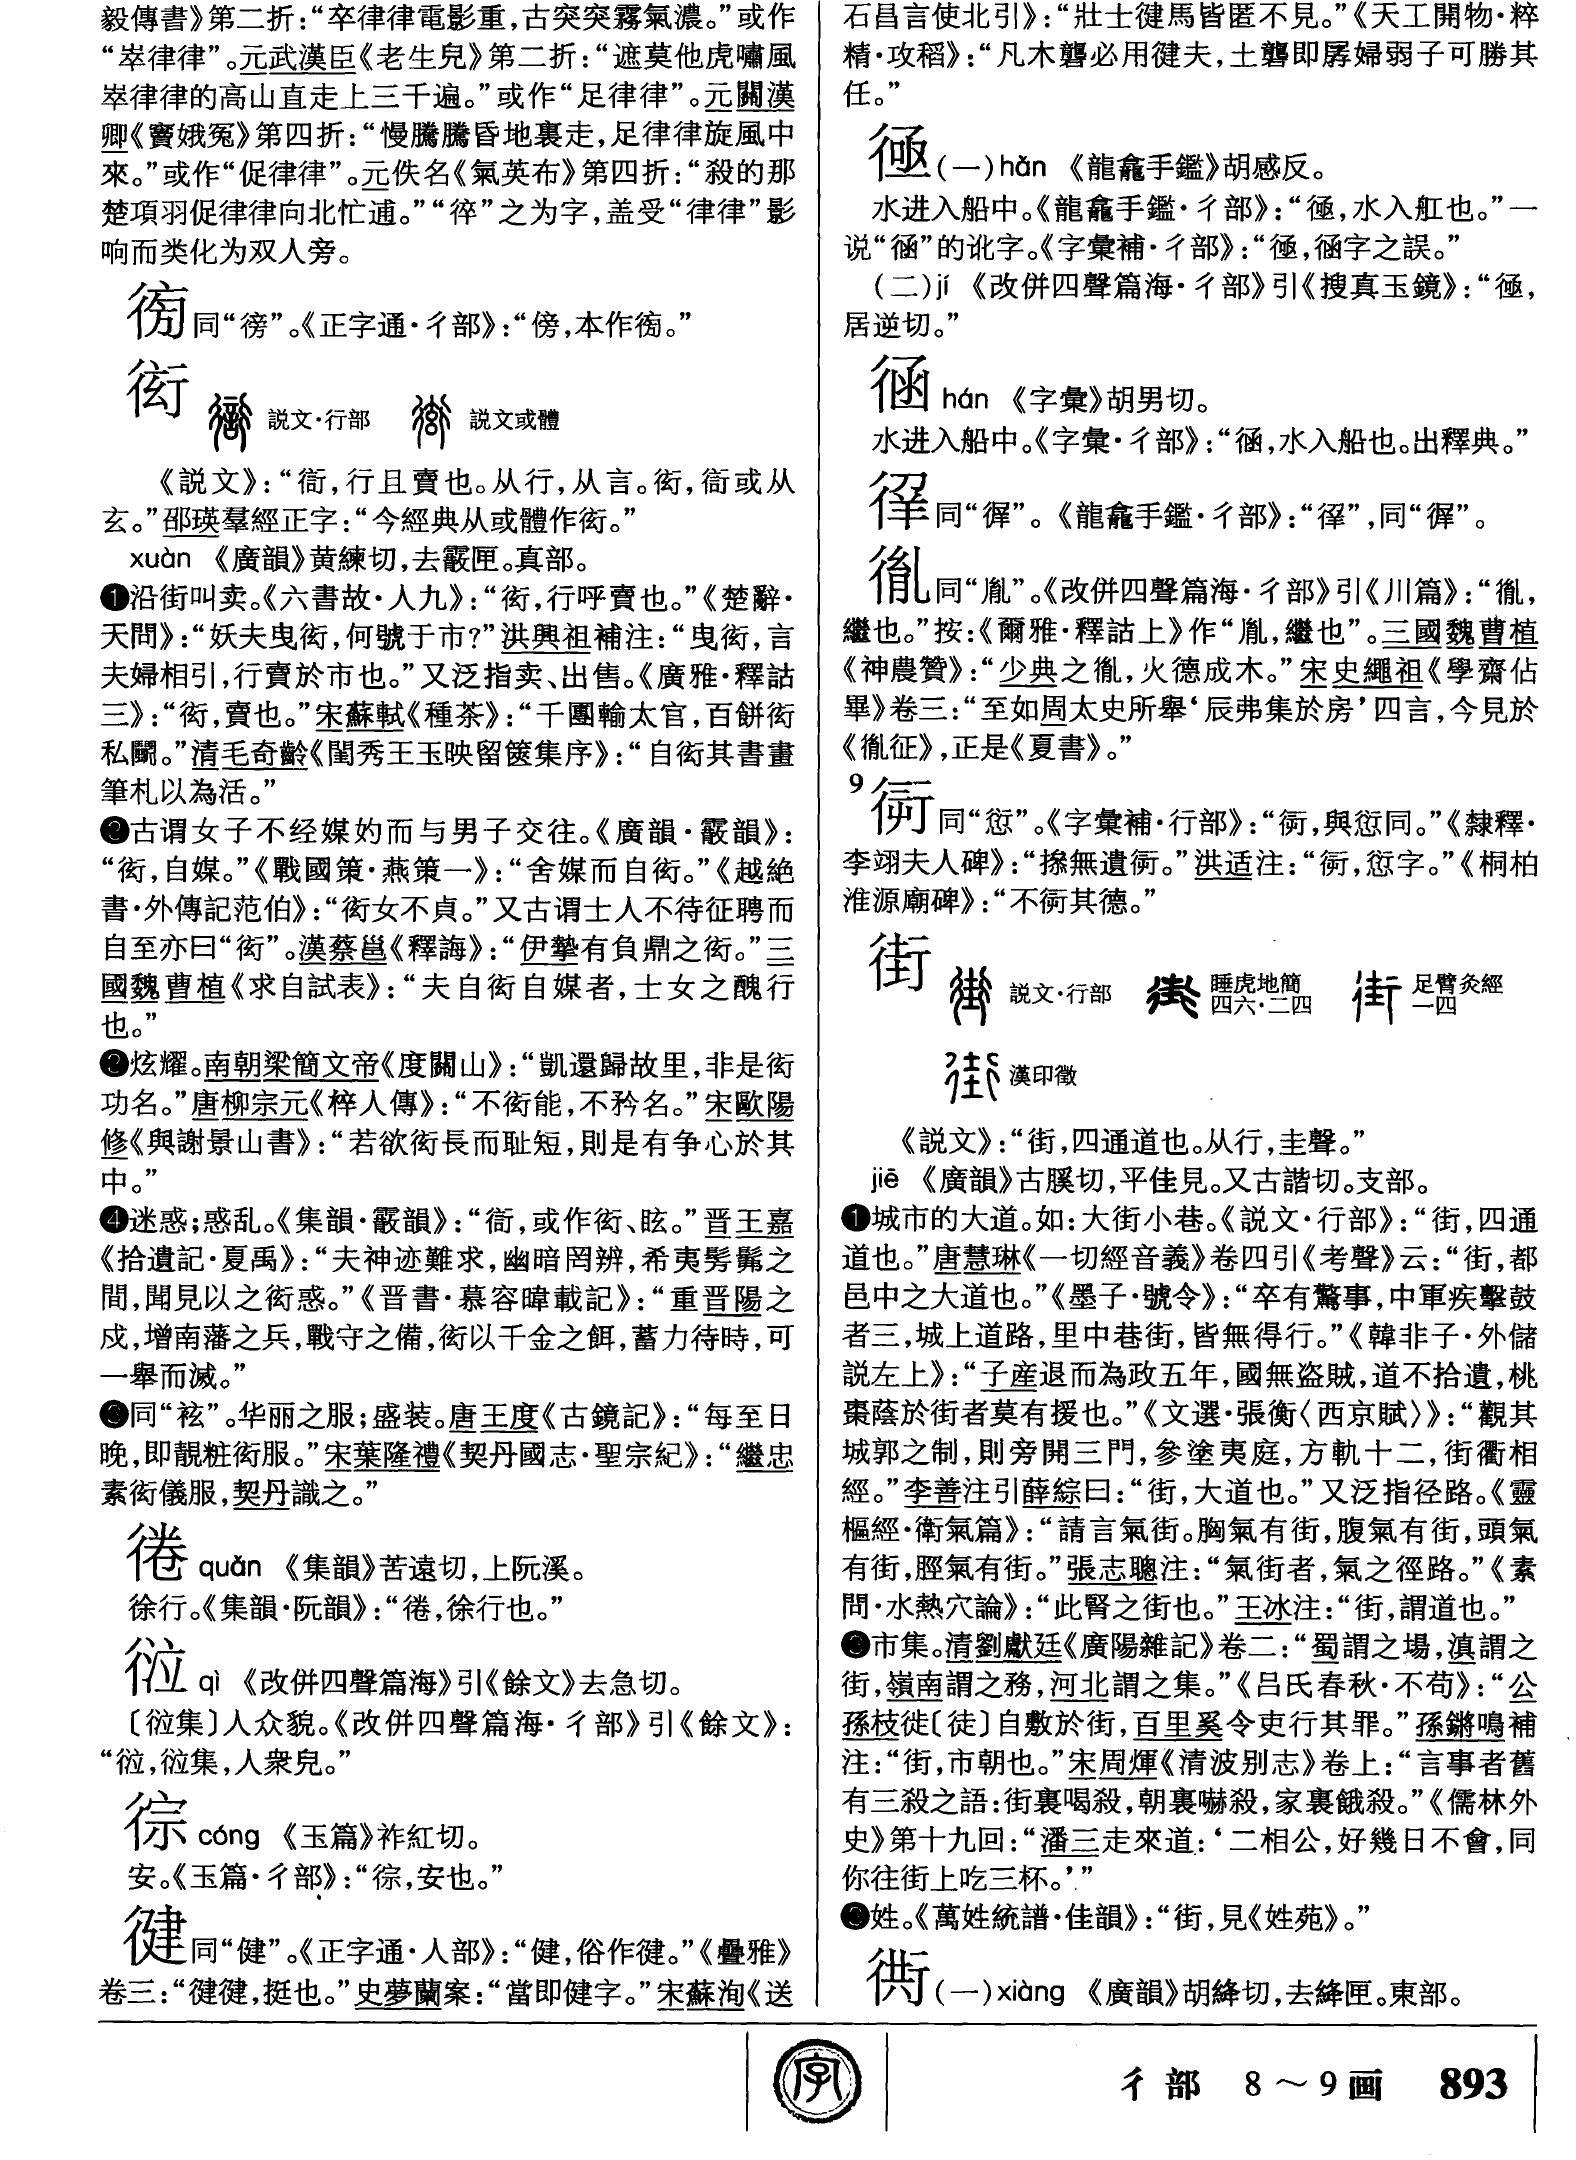 毅傳書》第二折：“卒律律電影重，古突突霧氣濃。”或作
“崒律律”。元武漢臣《老生兒》第二折：“遮莫他虎嘯風
崒律律的高山直走上三千遍。”或作“足律律”。元關漢
卿《竇娥冤》第四折：“慢騰騰昏地裏走，足律律旋風中
來。”或作“促律律”。元佚名《氣英布》第四折：“殺的那
楚項羽促律律向北忙逋。”“𢔖”之为字，盖受“律律”影
响而类化为双人旁。
同“徬”。《正字通·彳部》：“傍，本作𢕉。”
衒 説文·行部 説文或體
《説文》：“衙，行且賣也。从行，从言。衒，衙或从
玄。”邵瑛羣經正字：“今經典从或體作衒。”
xuàn 《廣韻》黄練切，去霰匣。真部。
❶沿街叫卖。《六書故·人九》：“衒，行呼賣也。”《楚辭·
天問》：“妖夫曳衒，何號于市？”洪興祖補注：“曳衒，言
夫婦相引，行賣於市也。”又泛指卖、出售。《廣雅·釋詁
三》：“衒，賣也。”宋蘇軾《種茶》：“千團輸太官，百餅衒
私鬭。”清毛奇齡《閨秀王玉映留篋集序》：“自衒其書畫
筆札以為活。”
❷古谓女子不经媒妁而与男子交往。《廣韻·霰韻》：
“衒，自媒。”《戰國策·燕策一》：“舍媒而自衒。”《越絶
書·外傳記范伯》：“衒女不貞。”又古谓士人不待征聘而
自至亦曰“衒”。漢蔡邕《釋誨》：“伊摯有負鼎之衒。”三
國魏曹植《求自試表》：“夫自衒自媒者，士女之醜行
也。”
❸炫耀。南朝梁簡文帝《度關山》：“凱還歸故里，非是衒
功名。”唐柳宗元《梓人傳》：“不衒能，不矜名。”宋歐陽
修《與謝景山書》：“若欲衒長而耻短，則是有争心於其
中。”
❹迷惑；惑乱。《集韻·霰韻》：“衙，或作衒、眩。”晋王嘉
《拾遺記·夏禹》：“夫神迹難求，幽暗罔辨，希夷髣髴之
間，聞見以之衒惑。”《晋書·慕容暐載記》：“重晋陽之
戍，增南藩之兵，戰守之備，衒以千金之餌，蓄力待時，可
一舉而滅。”
❺同“袨”。华丽之服；盛装。唐王度《古鏡記》：“每至日
晚，即靚粧衒服。”宋葉隆禮《契丹國志·聖宗紀》：“繼忠
素衒儀服，契丹識之。”
㢧 quǎn 《集韻》苦遠切，上阮溪。
徐行。《集韻·阮韻》：“㢧，徐行也。”
qì 《改併四聲篇海》引《餘文》去急切。
〔𢓡集〕人众貌。《改併四聲篇海·彳部》引《餘文》：
“𢓡，𢓡集，人衆皃。”
徖 cóng 《玉篇》祚紅切。
安。《玉篇·彳部》：“徖，安也。”
徤 同“健”。《正字通·人部》：“健，俗作徤。”《疊雅》
卷三：“徤徤，挺也。”史夢蘭案：“當即健字。”宋蘇洵《送
石昌言使北引》：“壯士徤馬皆匿不見。”《天工開物·粹
精·攻稻》：“凡木礱必用徤夫，土礱即孱婦弱子可勝其
任。”
（一）hǎn 《龍龕手鑑》胡感反。
水进入船中。《龍龕手鑑·彳部》：“𢓪，水入舡也。”一
说“𢔈”的讹字。《字彙補·彳部》：“𢓪，𢔈字之誤。”
（二）jí 《改併四聲篇海·彳部》引《搜真玉鏡》：“𢓪，
居逆切。”
hán 《字彙》胡男切。
水进入船中。《字彙·彳部》：“𢔈，水入船也。出釋典。”
同“徲”。《龍龕手鑑·彳部》：“𢓜”，同“徲”。
同“胤”。《改併四聲篇海·彳部》引《川篇》：“𢓲，
繼也。”按：《爾雅·釋詁上》作“胤，繼也”。三國魏曹植
《神農贊》：“少典之𢓲，火德成木。”宋史繩祖《學齋佔
畢》卷三：“至如周太史所舉‘辰弗集於房’四言，今見於
《𢓲征》，正是《夏書》。”
9
同“愆”。《字彙補·行部》：“𧗸，與愆同。”《隸釋·
李翊夫人碑》：“搎無遺𧗸。”洪适注：“𧗸，愆字。”《桐柏
淮源廟碑》：“不𧗸其德。”
街 説文·行部 睡虎地簡四六·二四 足臂灸經一四
漢印徵
《説文》：“街，四通道也。从行，圭聲。”
jiē 《廣韻》古膎切，平佳見。又古諧切。支部。
❶城市的大道。如：大街小巷。《説文·行部》：“街，四通
道也。”唐慧琳《一切經音義》卷四引《考聲》云：“街，都
邑中之大道也。”《墨子·號令》：“卒有驚事，中軍疾擊鼓
者三，城上道路，里中巷街，皆無得行。”《韓非子·外儲
説左上》：“子産退而為政五年，國無盗賊，道不拾遺，桃
棗蔭於街者莫有援也。”《文選·張衡〈西京賦〉》：“觀其
城郭之制，則旁開三門，參塗夷庭，方軌十二，街衢相
經。”李善注引薛綜曰：“街，大道也。”又泛指径路。《靈
樞經·衛氣篇》：“請言氣街。胸氣有街，腹氣有街，頭氣
有街，脛氣有街。”張志聰注：“氣街者，氣之徑路。”《素
問·水熱穴論》：“此腎之街也。”王冰注：“街，謂道也。”
❷市集。清劉獻廷《廣陽雜記》卷二：“蜀謂之場，滇謂之
街，嶺南謂之務，河北謂之集。”《吕氏春秋·不苟》：“公
孫枝徙〔徒〕自敷於街，百里奚令吏行其罪。”孫鏘鳴補
注：“街，市朝也。”宋周煇《清波别志》卷上：“言事者舊
有三殺之語：街裏喝殺，朝裏嚇殺，家裏餓殺。”《儒林外
史》第十九回：“潘三走來道：‘二相公，好幾日不會，同
你往街上吃三杯。’”
❸姓。《萬姓統譜·佳韻》：“街，見《姓苑》。”
衖 （一）xiàng 《廣韻》胡絳切，去絳匣。東部。
字
彳部 8～9画 893